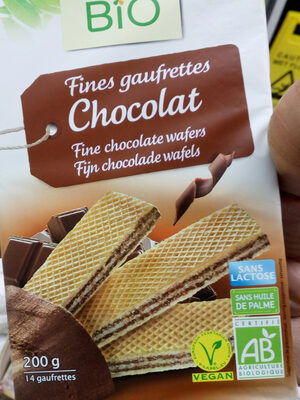 BiO
Fines gaufrettes
Chocolat
Fine chocolate wafers
Fijn chocolade wafels
SANS
LACTOSE
SANS HUILE
DE PALME
CERTIFIÉ
AB
AGRICULTURE
BIOLOGIQUE
VEGAN
200 g
14 gaufrettes